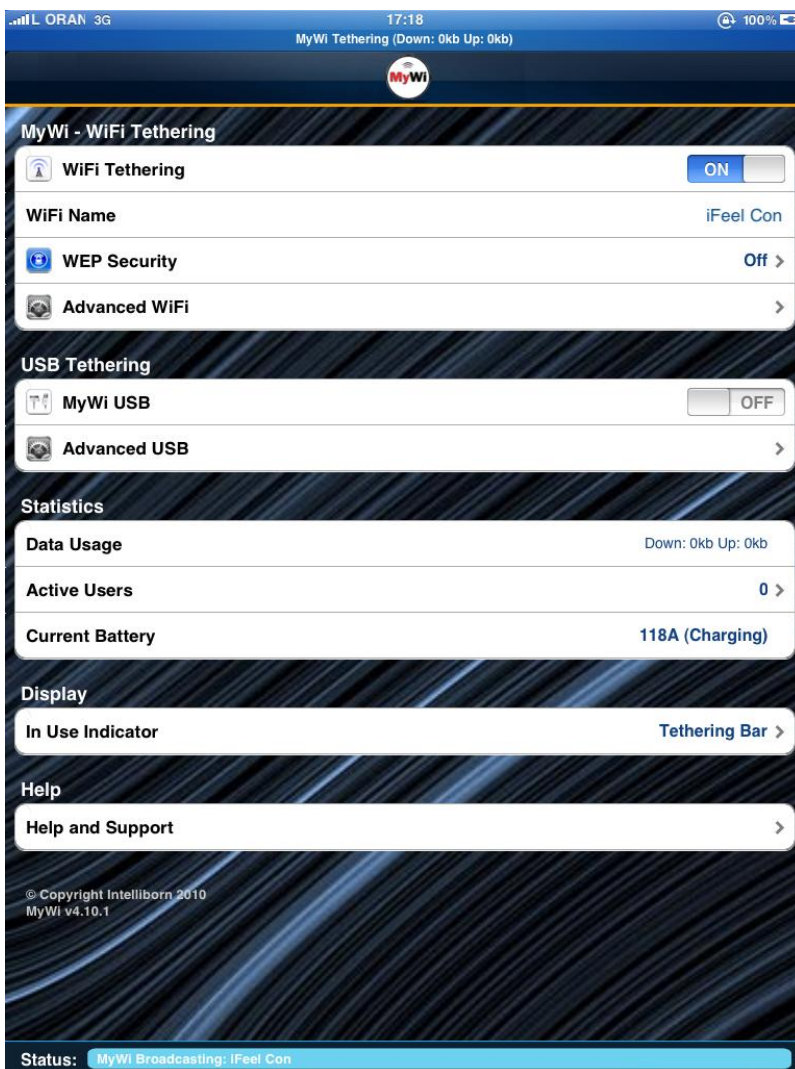 ...ıılL ORAN 3G 17:18 100%
MyWi Tethering (Down: 0kb Up: 0kb)
MyWi
MyWi - WiFi Tethering
WiFi Tethering ON
WiFi Name iFeel Con
WEP Security Off >
Advanced WiFi >
USB Tethering
MyWi USB OFF
Advanced USB >
Statistics
Data Usage Down: 0kb Up: 0kb
Active Users 0 >
Current Battery 118A (Charging)
Display
In Use Indicator Tethering Bar >
Help
Help and Support >
© Copyright Intelliborn 2010
MyWi v4.10.1
Status: MyWi Broadcasting: iFeel Con